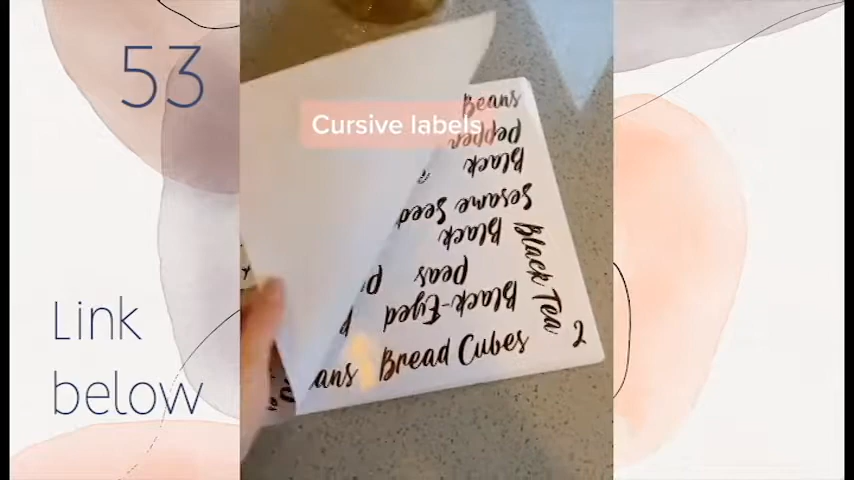 53
Link
below
Cursive labels
Beans
Pepper
Black
Sesame Seed
Black
Peas
Black-Eyed
Black Tea
2
ans
Bread Cubes